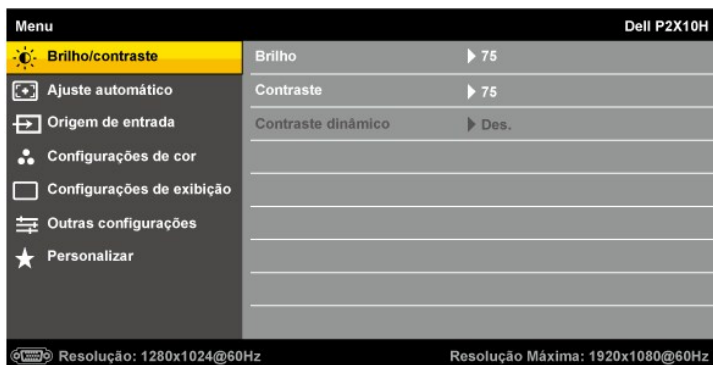 Menu Dell P2X10H
Brilho/contraste Brilho 75
Ajuste automático Contraste 75
Origem de entrada Contraste dinâmico Des.
Configurações de cor
Configurações de exibição
Outras configurações
Personalizar
Resolução: 1280x1024@60Hz Resolução Máxima: 1920x1080@60Hz